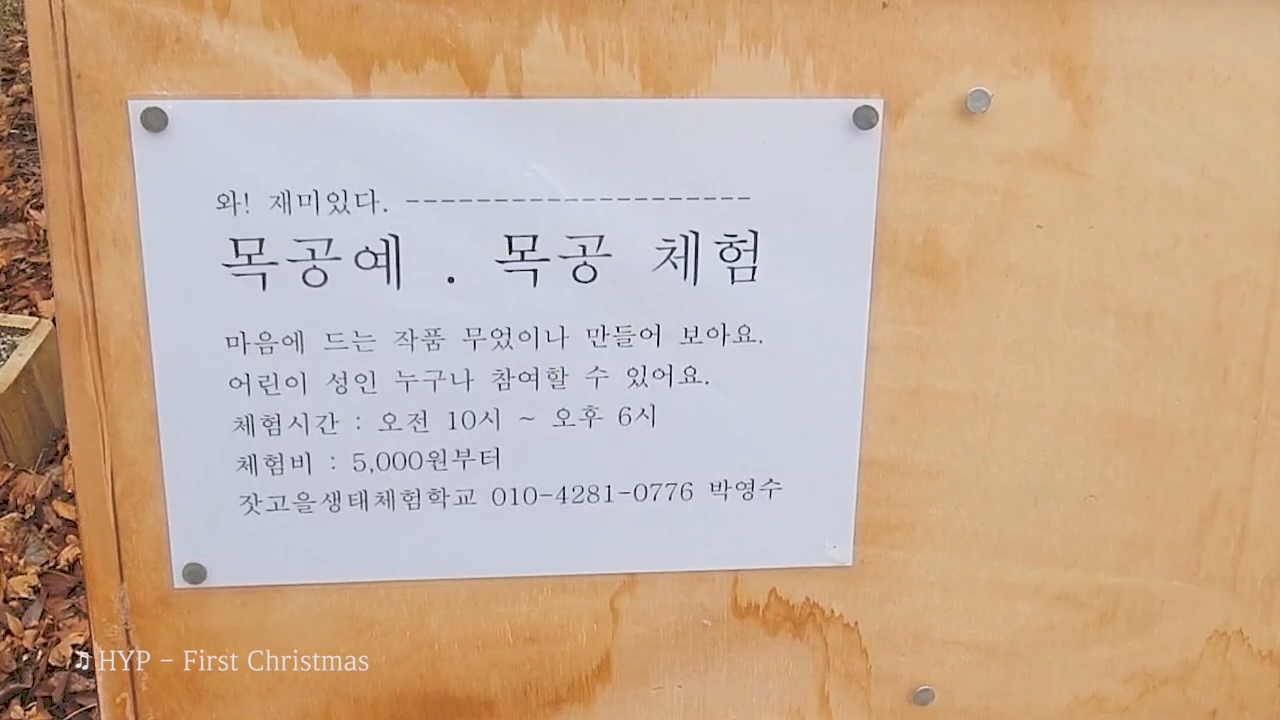 와! 재미있다. --------------------
목공예 . 목공 체험
마음에 드는 작품 무었이나 만들어 보아요.
어린이 성인 누구나 참여할 수 있어요.
체험시간 : 오전 10시 ~ 오후 6시
체험비 : 5,000원부터
잣고을생태체험학교 010-4281-0776 박영수
♫ HYP - First Christmas